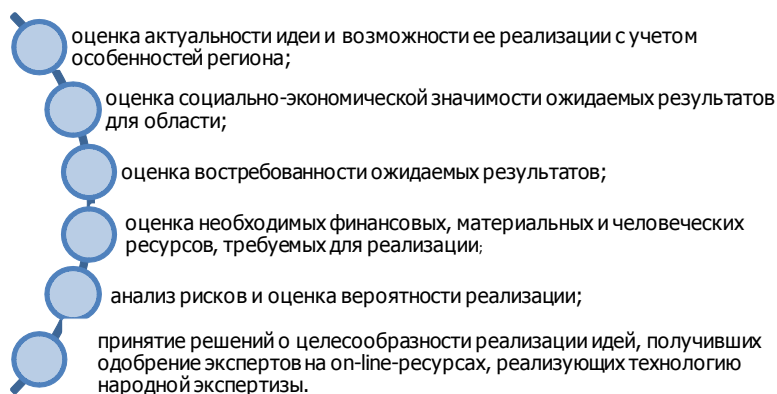 оценка актуальности идеи и возможности ее реализации с учетом
особенностей региона;
оценка социально-экономической значимости ожидаемых результатов
для области;
оценка востребованности ожидаемых результатов;
оценка необходимых финансовых, материальных и человеческих
ресурсов, требуемых для реализации;
анализ рисков и оценка вероятности реализации;
принятие решений о целесообразности реализации идей, получивших
одобрение экспертов на on-line-ресурсах, реализующих технологию
народной экспертизы.